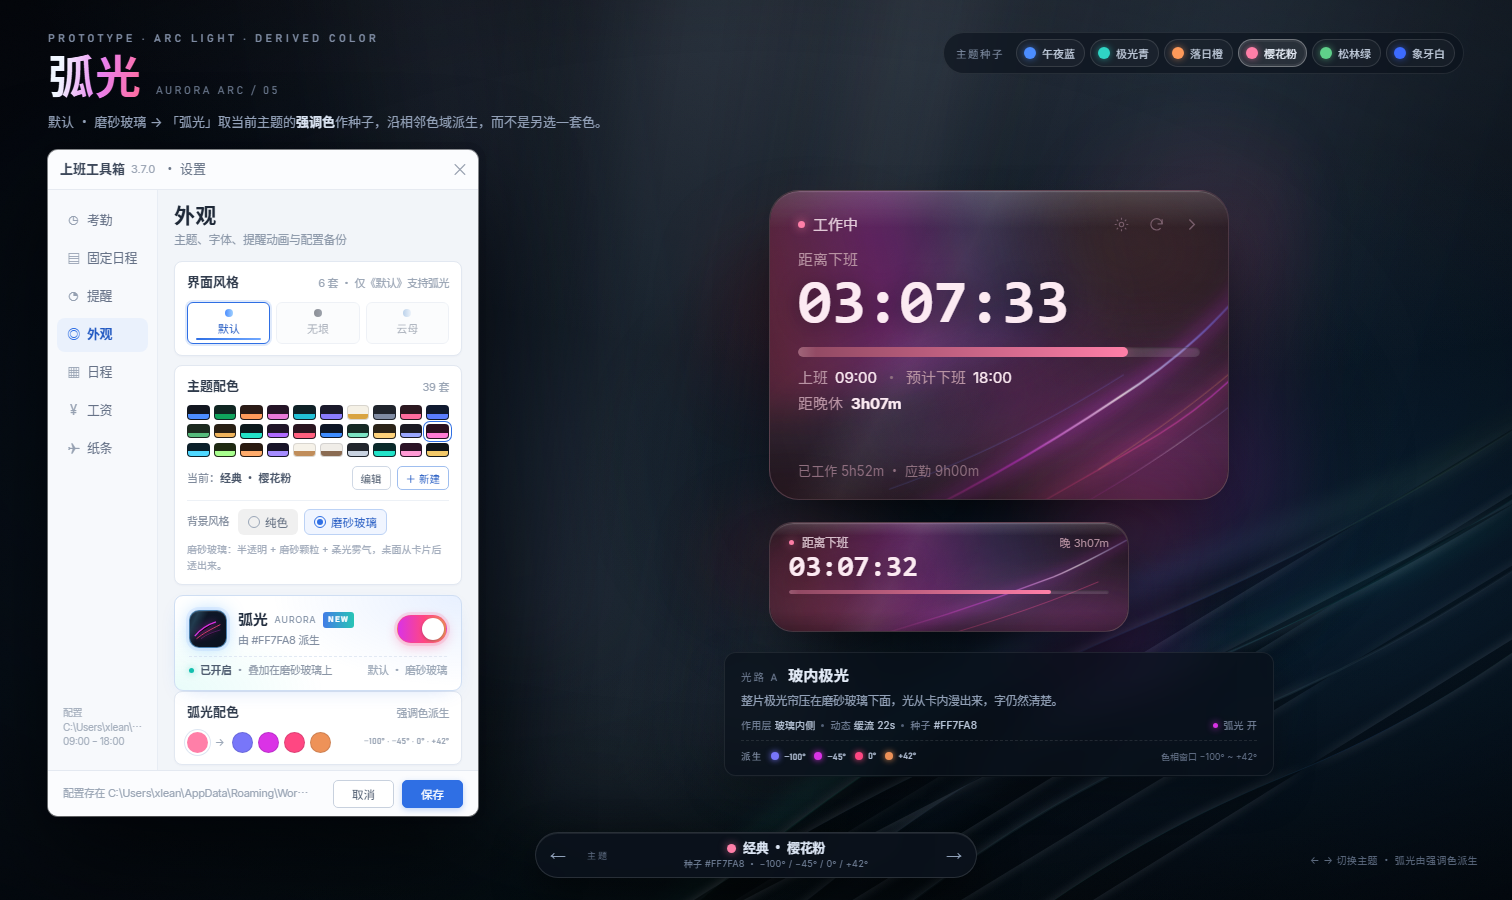 PROTOTYPE · ARC LIGHT · DERIVED COLOR
弧光 AURORA ARC / 05
默认 · 磨砂玻璃 → 「弧光」取当前主题的强调色作种子，沿相邻色域派生，而不是另选一套色。
主题种子 午夜蓝 极光青 落日橙 樱花粉 松林绿 象牙白
上班工具箱 3.7.0 · 设置
考勤
固定日程
提醒
外观
日程
¥ 工资
纸条
配置
C:\Users\xlean\···
09:00 – 18:00
外观
主题、字体、提醒动画与配置备份
界面风格 6 套 · 仅《默认》支持弧光
默认 无垠 云母
主题配色 39 套
当前：经典 · 樱花粉 编辑 + 新建
背景风格 纯色 磨砂玻璃
磨砂玻璃：半透明 + 磨砂颗粒 + 柔光雾气，桌面从卡片后
透出来。
弧光 AURORA NEW
由 #FF7FA8 派生
已开启 · 叠加在磨砂玻璃上 默认 · 磨砂玻璃
弧光配色 强调色派生
→ −100° · −45° · 0° · +42°
配置存在 C:\Users\xlean\AppData\Roaming\Wor··· 取消 保存
工作中
距离下班
03:07:33
上班 09:00 · 预计下班 18:00
距晚休 3h07m
已工作 5h52m · 应勤 9h00m
距离下班 晚 3h07m
03:07:32
光路 A 玻内极光
整片极光帘压在磨砂玻璃下面，光从卡内漫出来，字仍然清楚。
作用层 玻璃内侧 · 动态 缓流 22s · 种子 #FF7FA8 弧光 开
派生 −100° −45° 0° +42° 色相窗口 −100° ~ +42°
← 主题 经典 · 樱花粉 →
种子 #FF7FA8 · −100° / −45° / 0° / +42°
← → 切换主题 · 弧光由强调色派生